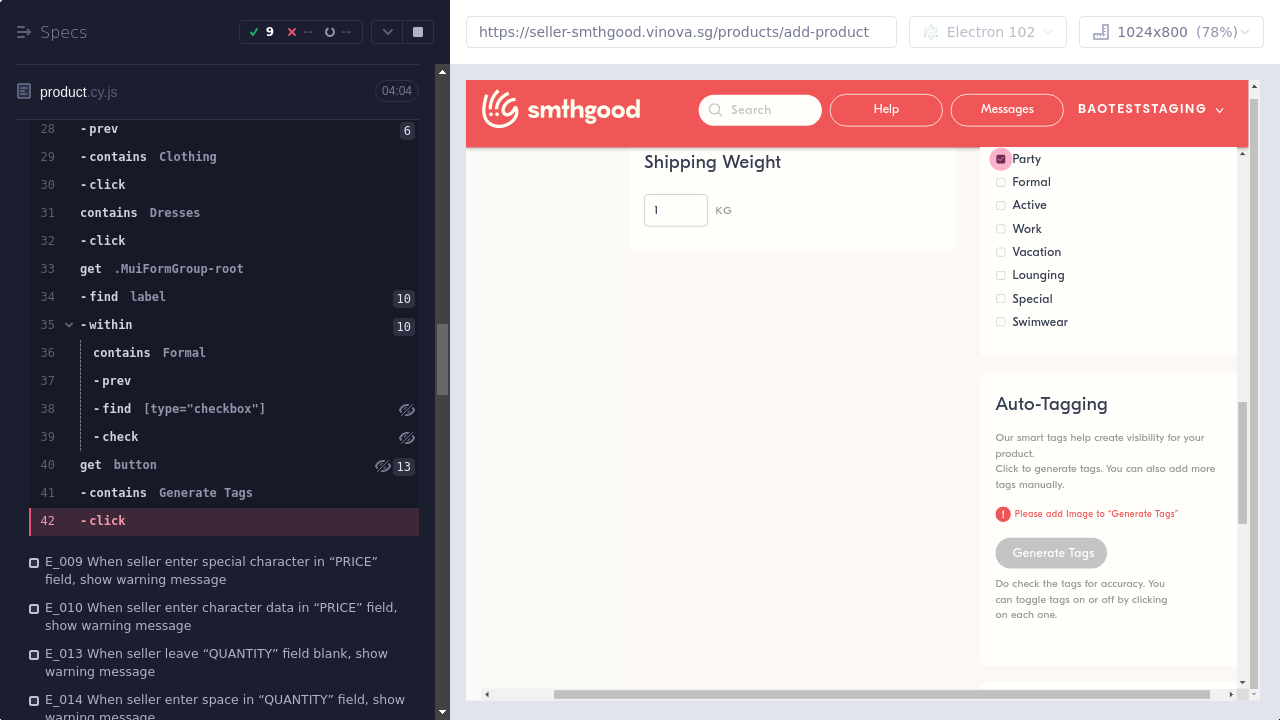 Specs
9
--
--
product.cy.js
04:04
28 -prev 6
29 -contains Clothing
30 -click
31 contains Dresses
32 -click
33 get .MuiFormGroup-root
34 -find label 10
35 -within 10
36 contains Formal
37 -prev
38 -find [type="checkbox"]
39 -check
40 get button 13
41 -contains Generate Tags
42 -click
E_009 When seller enter special character in “PRICE”
field, show warning message
E_010 When seller enter character data in “PRICE” field,
show warning message
E_013 When seller leave “QUANTITY” field blank, show
warning message
E_014 When seller enter space in “QUANTITY” field, show
warning message
https://seller-smthgood.vinova.sg/products/add-product
Electron 102
1024x800 (78%)
smthgood
Search
Help
Messages
BAOTESTSTAGING
Shipping Weight
1
KG
Party
Formal
Active
Work
Vacation
Lounging
Special
Swimwear
Auto-Tagging
Our smart tags help create visibility for your
product.
Click to generate tags. You can also add more
tags manually.
! Please add Image to “Generate Tags”
Generate Tags
Do check the tags for accuracy. You
can toggle tags on or off by clicking
on each one.